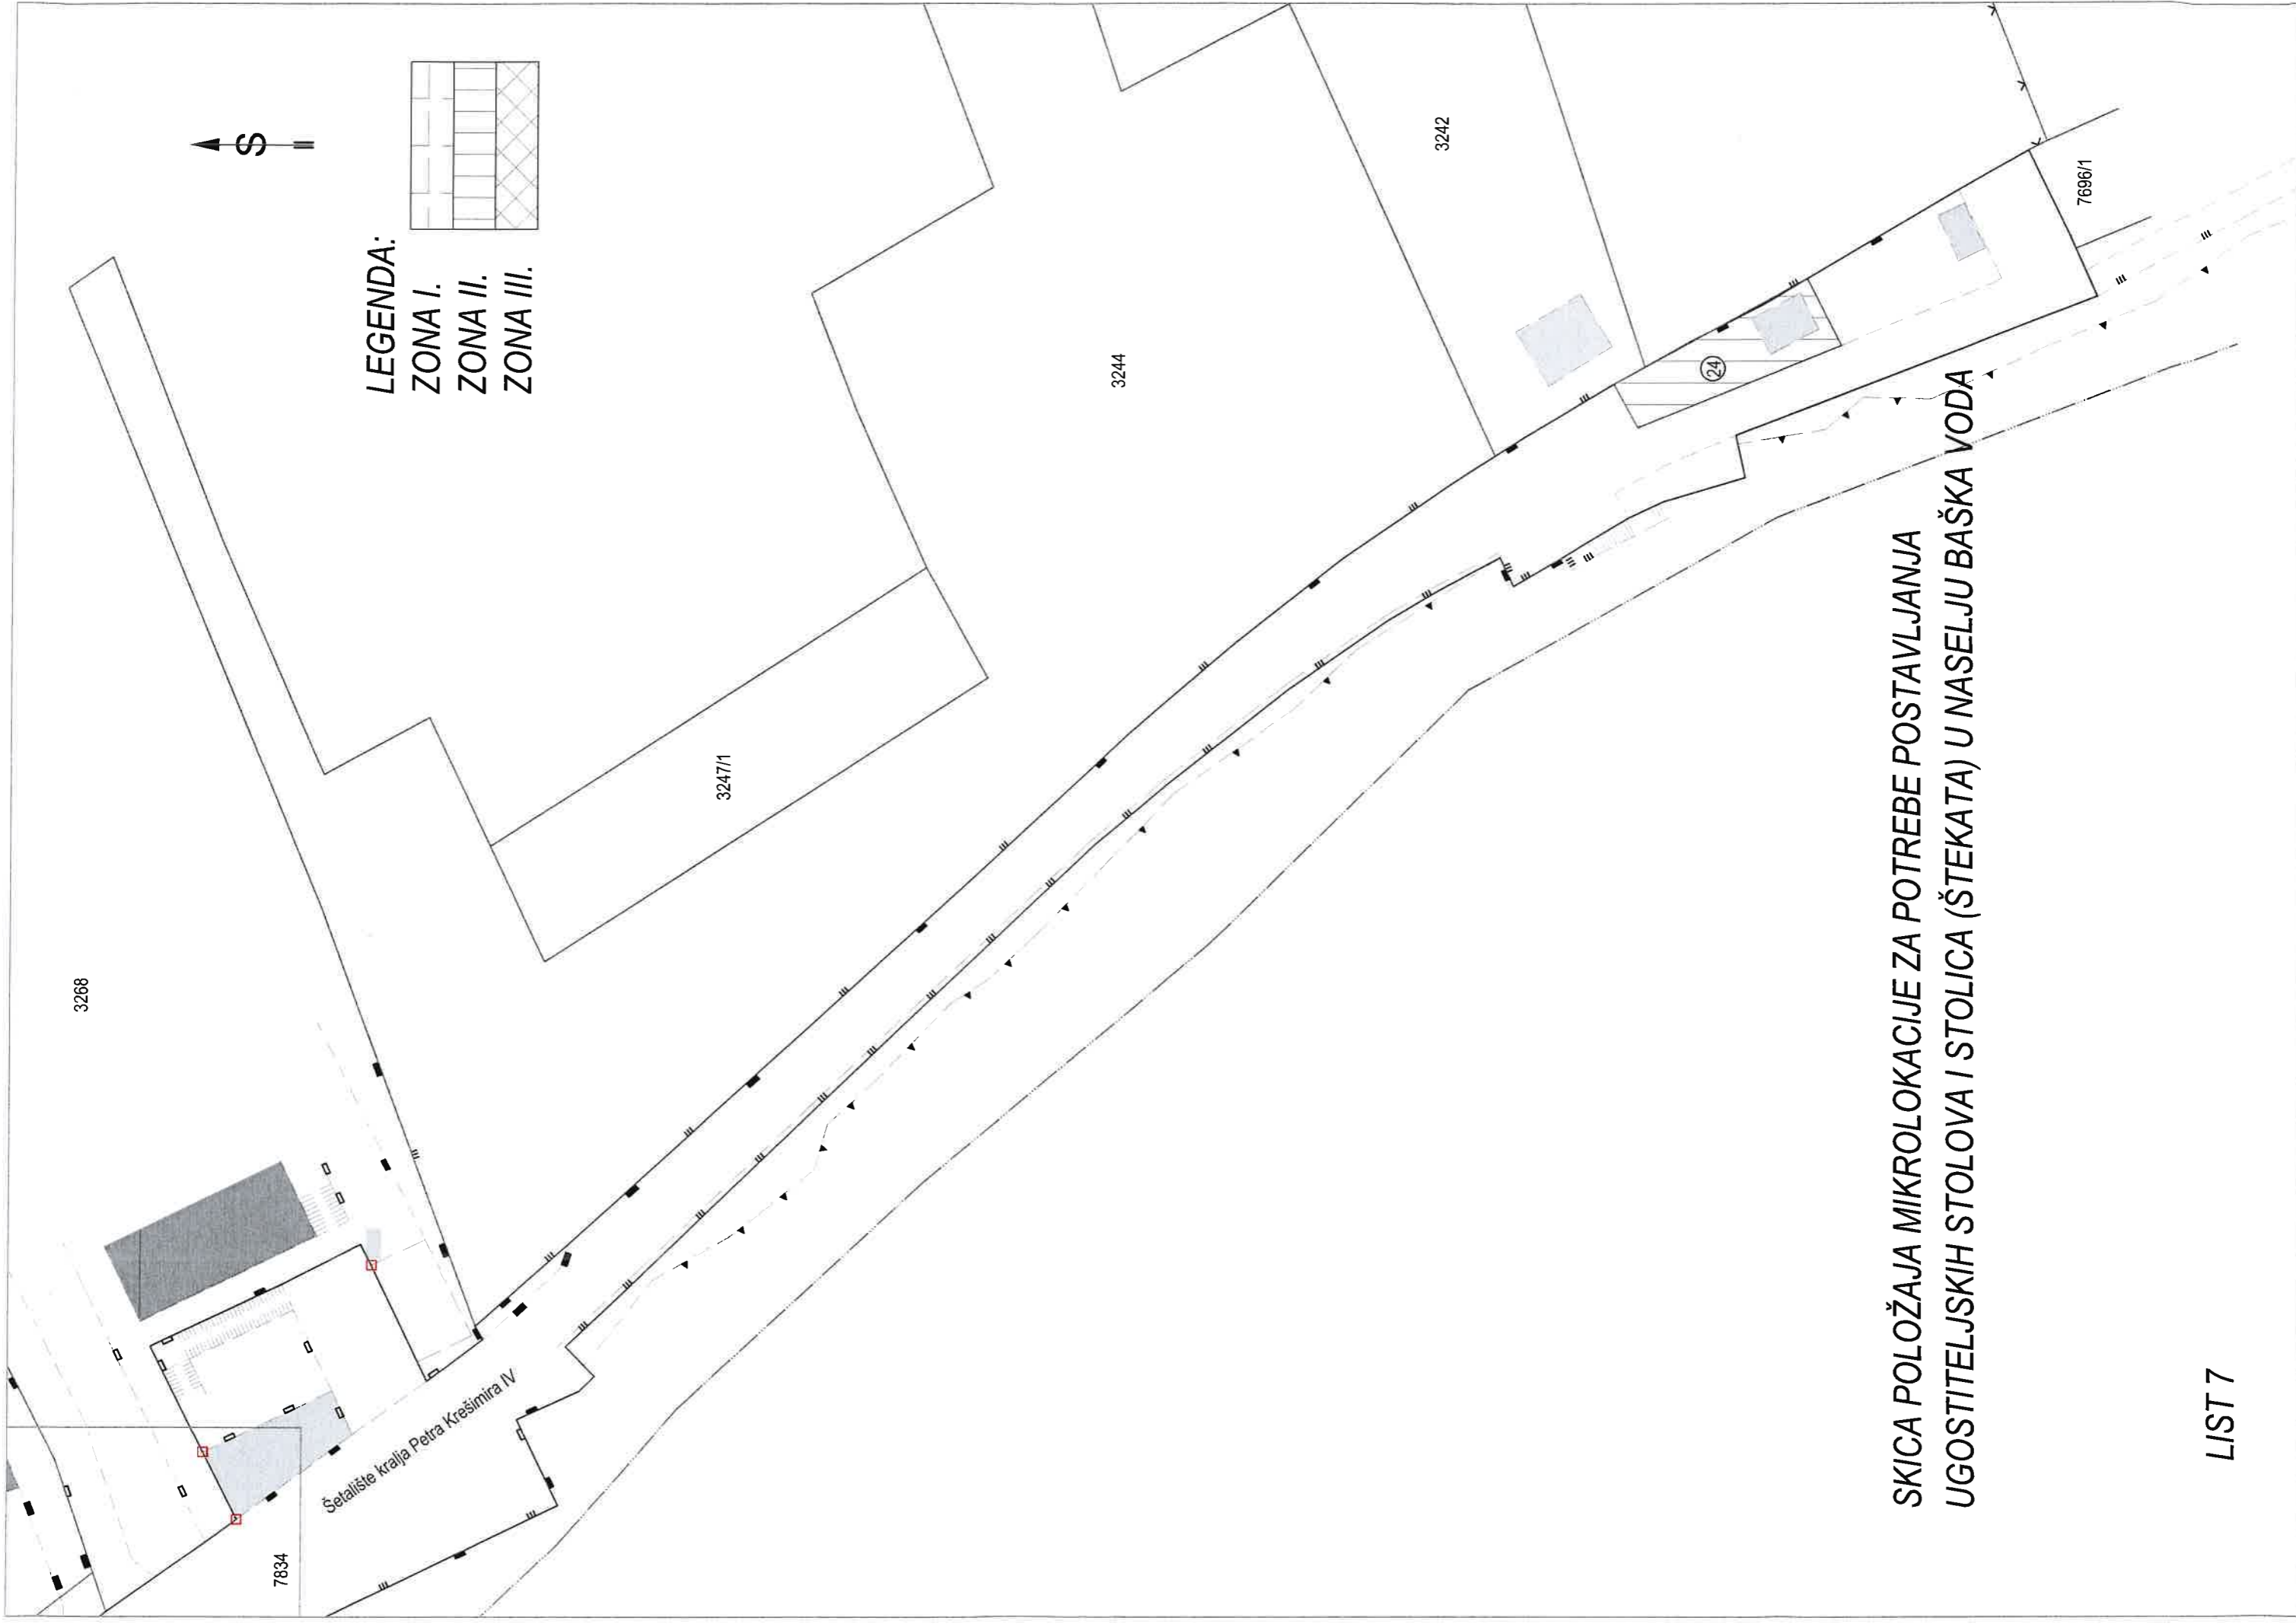 3268
S
LEGENDA:
ZONA I.
ZONA II.
ZONA III.
3247/1
3244
3242
7834
Šetalište kralja Petra Krešimira IV
24
7696/1
SKICA POLOŽAJA MIKROLOKACIJE ZA POTREBE POSTAVLJANJA
UGOSTITELJSKIH STOLOVA I STOLICA (ŠTEKATA) U NASELJU BAŠKA VODA
LIST 7